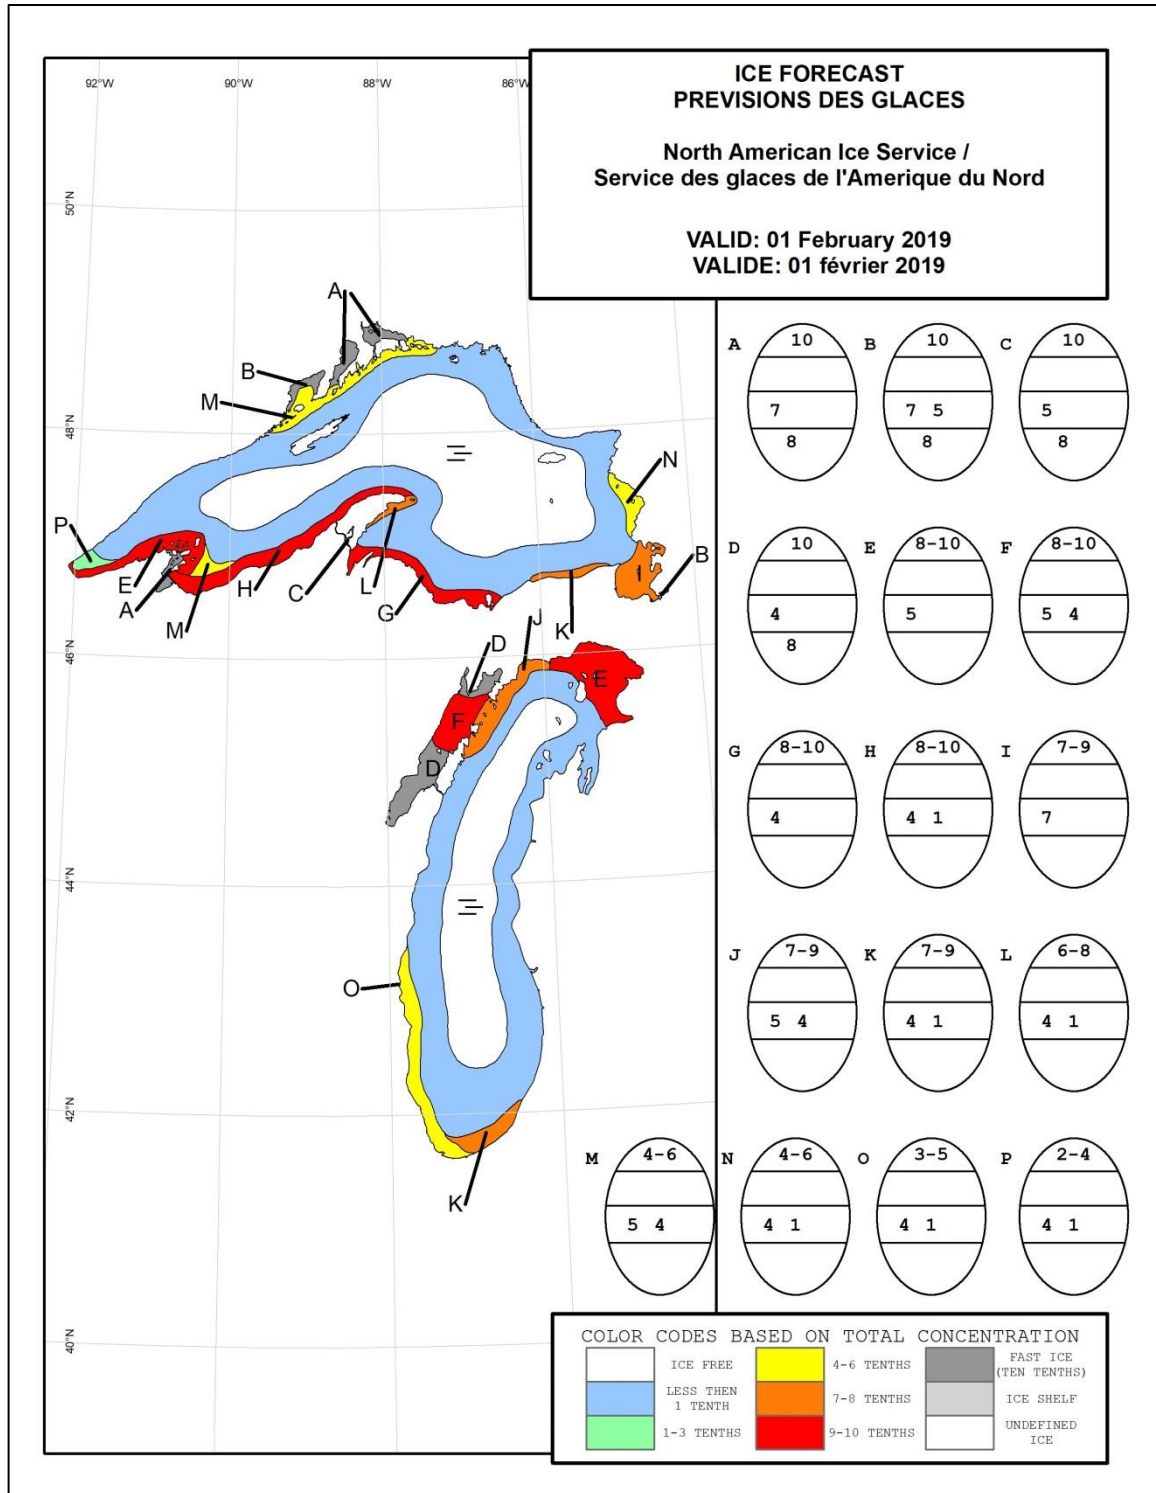 ICE FORECAST
PREVISIONS DES GLACES
North American Ice Service /
Service des glaces de l'Amerique du Nord
VALID: 01 February 2019
VALIDE: 01 février 2019
92°W 90°W 88°W 86°W
50°N
48°N
46°N
44°N
42°N
40°N
A
B
M
N
P
E
A
M
H
C
L
G
I
B
K
J
D
E
F
D
O
K
A 10 B 10 C 10
7 7 5 5
8 8 8
D 10 E 8-10 F 8-10
4 5 5 4
8
G 8-10 H 8-10 I 7-9
4 4 1 7
J 7-9 K 7-9 L 6-8
5 4 4 1 4 1
M 4-6 N 4-6 O 3-5 P 2-4
5 4 4 1 4 1 4 1
COLOR CODES BASED ON TOTAL CONCENTRATION
ICE FREE
LESS THEN
1 TENTH
1-3 TENTHS
4-6 TENTHS
7-8 TENTHS
9-10 TENTHS
FAST ICE
(TEN TENTHS)
ICE SHELF
UNDEFINED
ICE